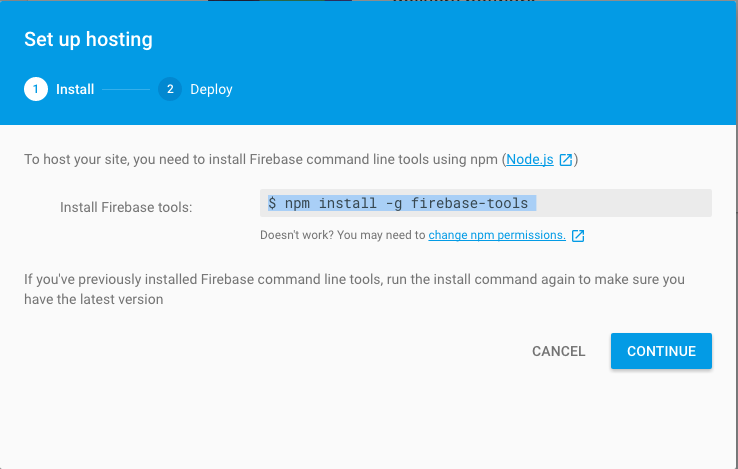 Set up hosting
1 Install 2 Deploy
To host your site, you need to install Firebase command line tools using npm (Node.js)
Install Firebase tools: $ npm install -g firebase-tools
Doesn't work? You may need to change npm permissions.
If you've previously installed Firebase command line tools, run the install command again to make sure you
have the latest version
CANCEL CONTINUE